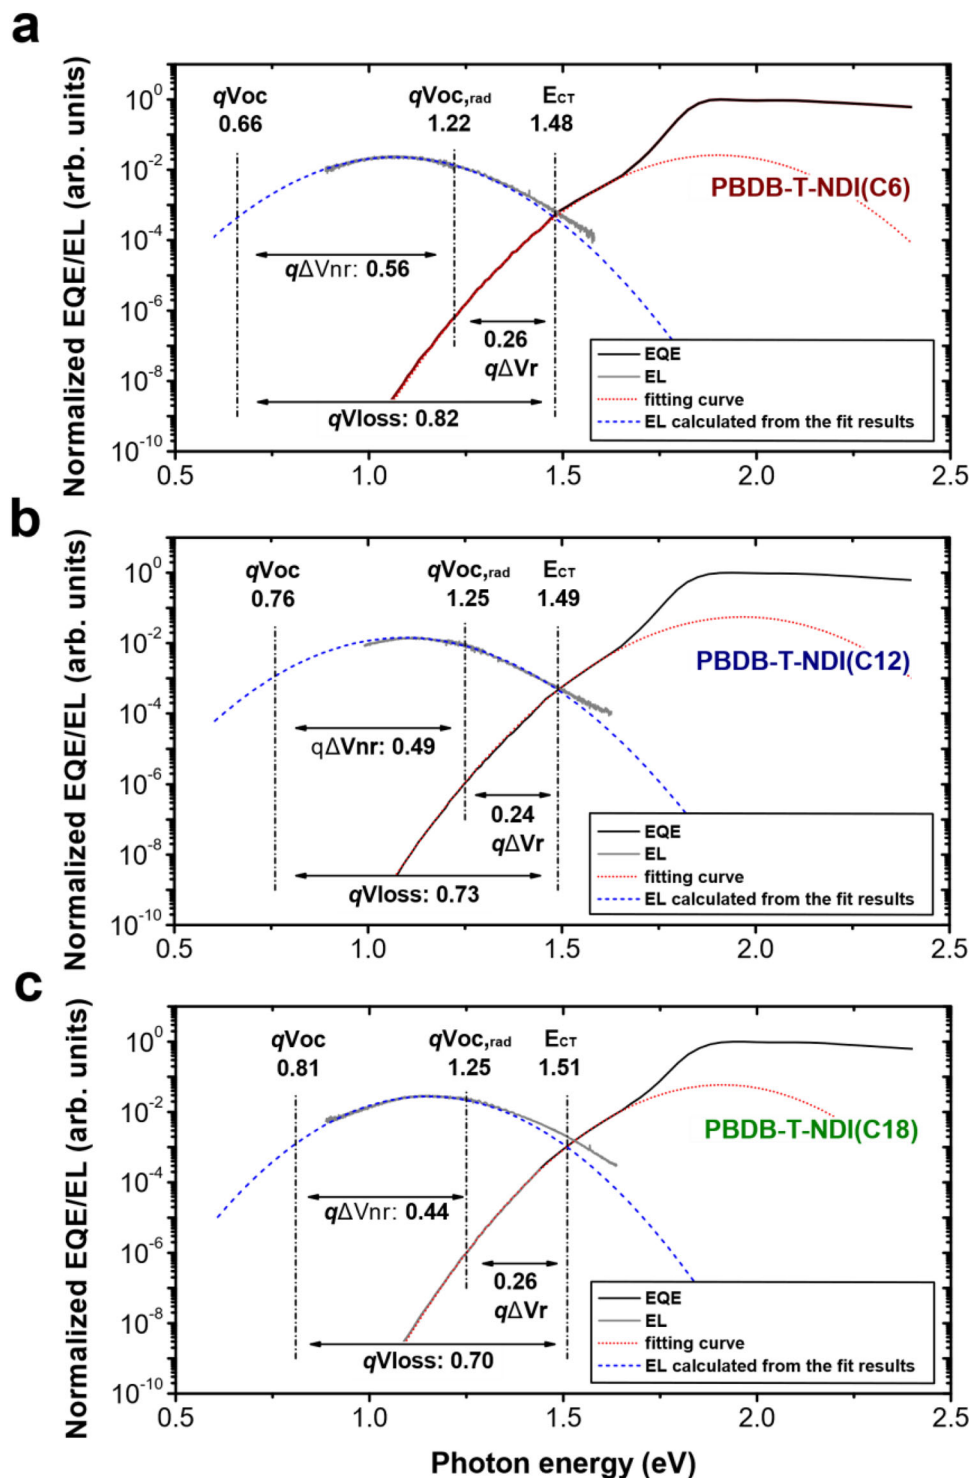 a
Normalized EQE/EL (arb. units)
10^0
10^-2
10^-4
10^-6
10^-8
10^-10
qVoc
0.66
qVoc,rad
1.22
ECT
1.48
PBDB-T-NDI(C6)
qΔVnr: 0.56
0.26
qΔVr
qVloss: 0.82
EQE
EL
fitting curve
EL calculated from the fit results
0.5 1.0 1.5 2.0 2.5
b
Normalized EQE/EL (arb. units)
10^0
10^-2
10^-4
10^-6
10^-8
10^-10
qVoc
0.76
qVoc,rad
1.25
ECT
1.49
PBDB-T-NDI(C12)
qΔVnr: 0.49
0.24
qΔVr
qVloss: 0.73
EQE
EL
fitting curve
EL calculated from the fit results
0.5 1.0 1.5 2.0 2.5
c
Normalized EQE/EL (arb. units)
10^0
10^-2
10^-4
10^-6
10^-8
10^-10
qVoc
0.81
qVoc,rad
1.25
ECT
1.51
PBDB-T-NDI(C18)
qΔVnr: 0.44
0.26
qΔVr
qVloss: 0.70
EQE
EL
fitting curve
EL calculated from the fit results
0.5 1.0 1.5 2.0 2.5
Photon energy (eV)